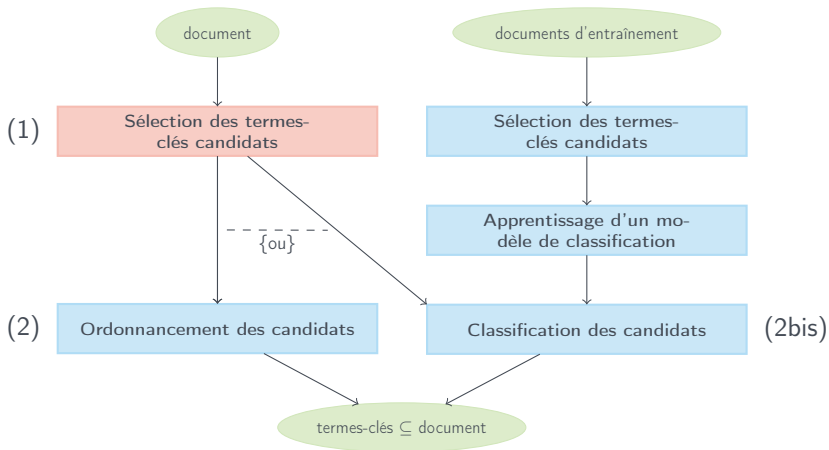 document
documents d'entraînement
(1)
Sélection des termes-
clés candidats
Sélection des termes-
clés candidats
Apprentissage d'un mo-
dèle de classification
{ou}
(2)
Ordonnancement des candidats
Classification des candidats
(2bis)
termes-clés ⊆ document